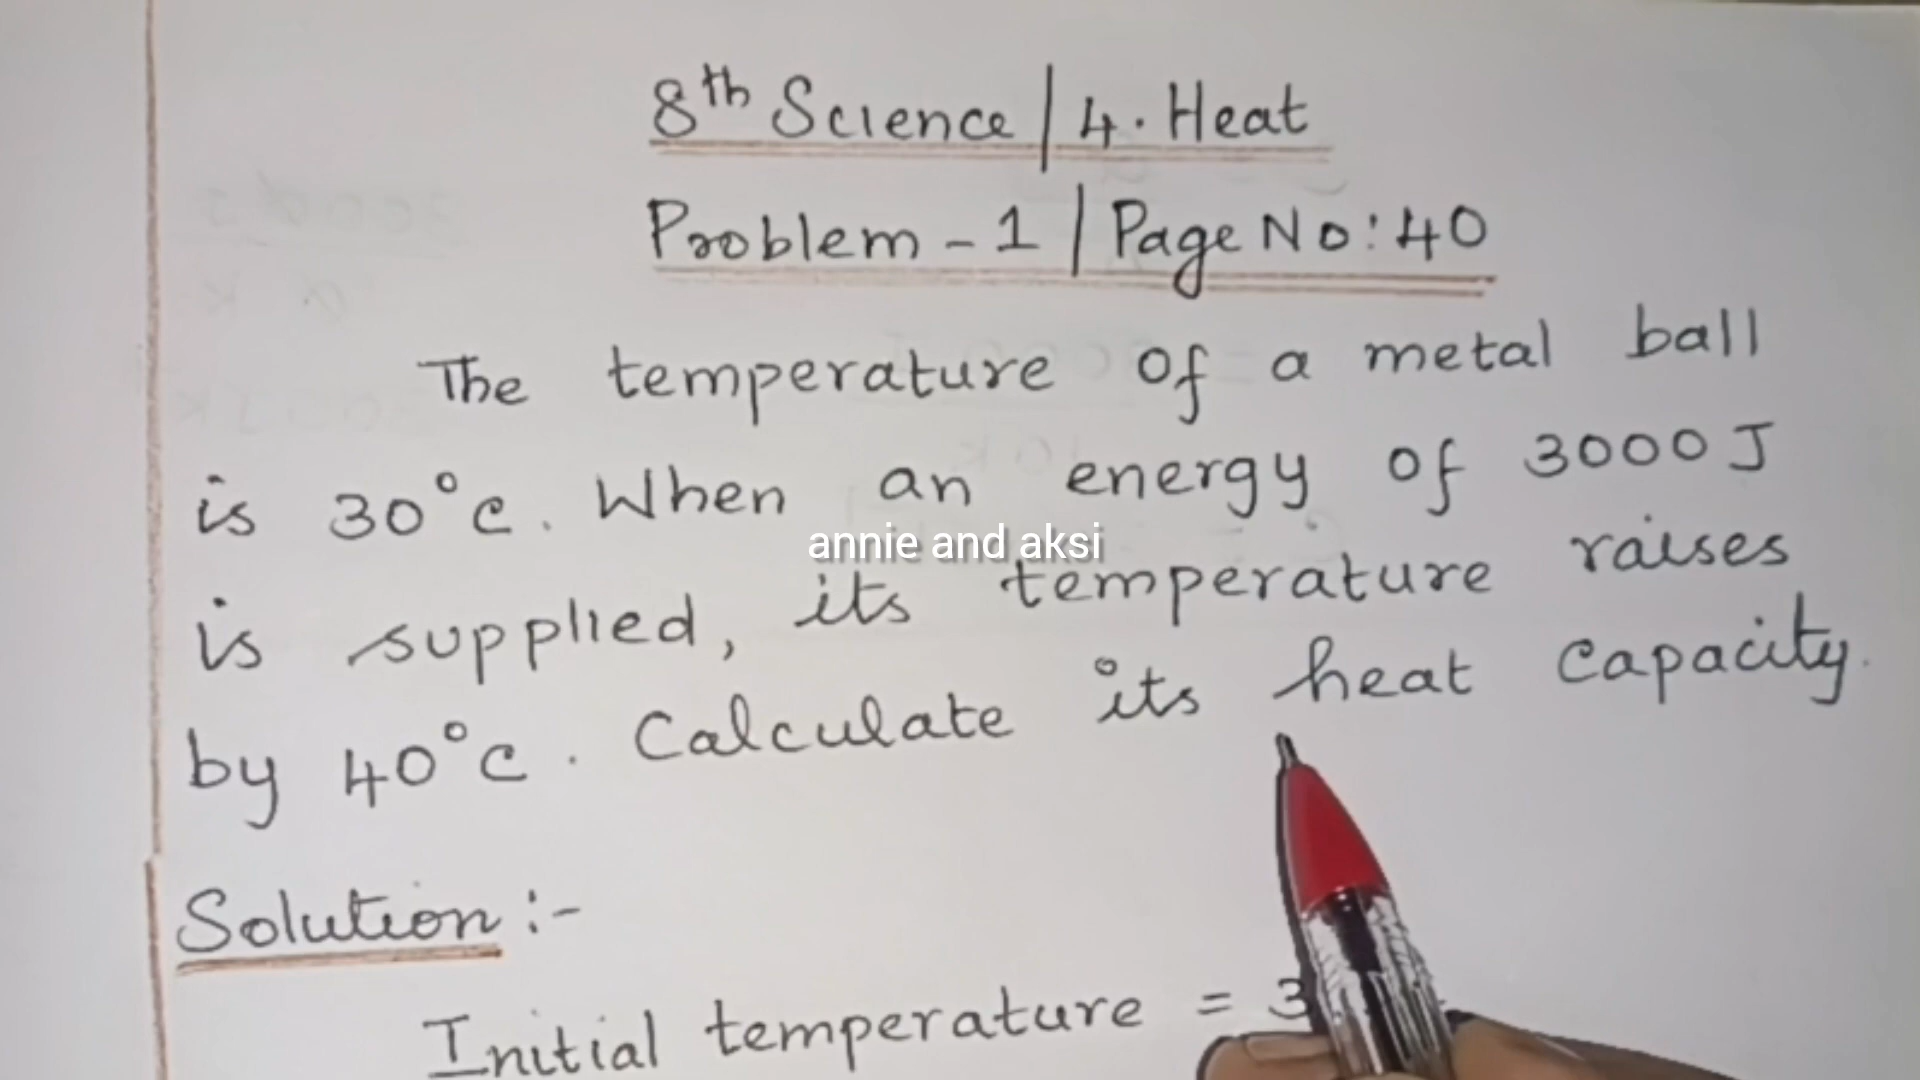 8th Science | 4. Heat
Problem - 1 | Page No: 40
The temperature of a metal ball
is 30°c. When an energy of 3000 J
annie and aksi
is supplied, its temperature raises
by 40°c. Calculate its heat capacity.
Solution :-
Initial temperature = 3